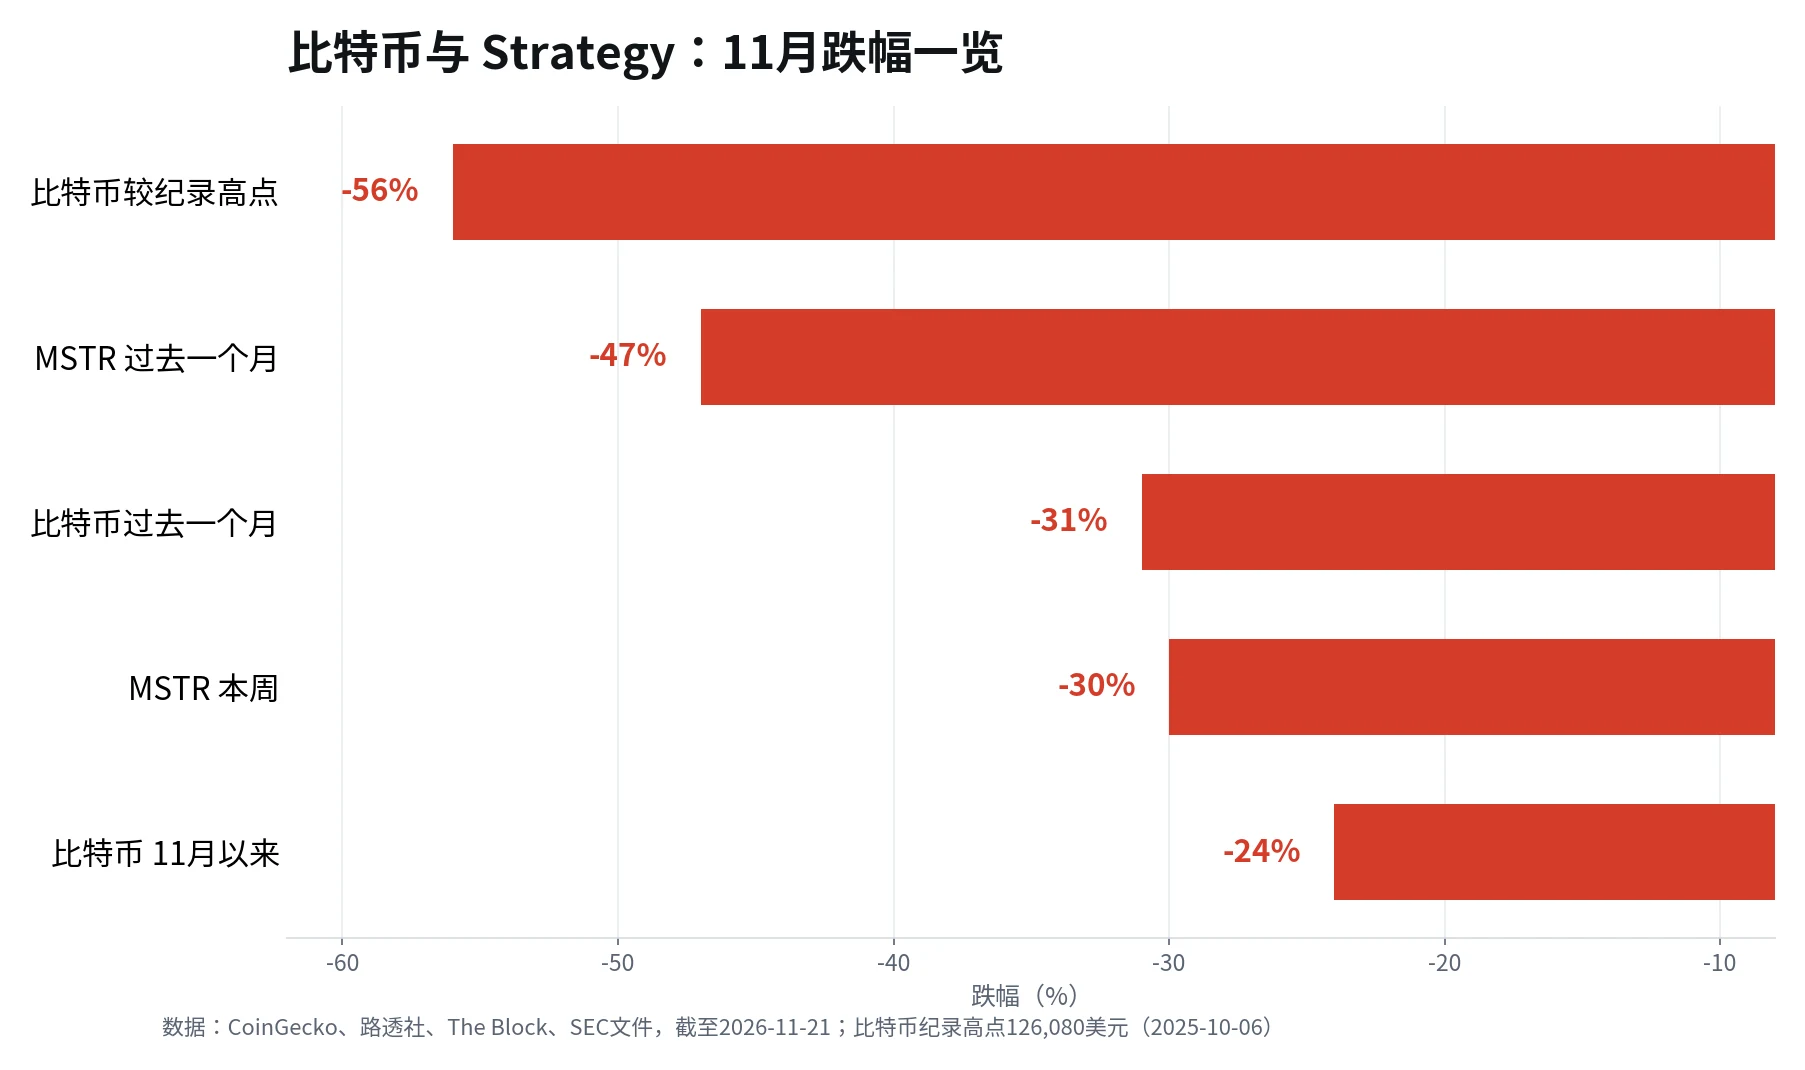 比特币与 Strategy：11月跌幅一览
比特币较纪录高点
-56%
MSTR 过去一个月
-47%
比特币过去一个月
-31%
MSTR 本周
-30%
比特币 11月以来
-24%
-60 -50 -40 -30 -20 -10
跌幅（%）
数据：CoinGecko、路透社、The Block、SEC文件，截至2026-11-21；比特币纪录高点126,080美元（2025-10-06）